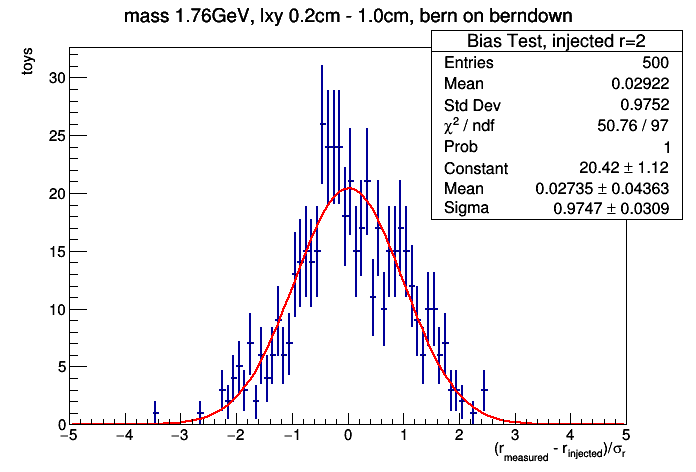 mass 1.76GeV, lxy 0.2cm - 1.0cm, bern on berndown
toys
Bias Test, injected r=2
Entries 500
Mean 0.02922
Std Dev 0.9752
χ² / ndf 50.76 / 97
Prob 1
Constant 20.42 ± 1.12
Mean 0.02735 ± 0.04363
Sigma 0.9747 ± 0.0309
30
25
20
15
10
5
0
−5 −4 −3 −2 −1 0 1 2 3 4 5
(r_measured - r_injected)/σ_r